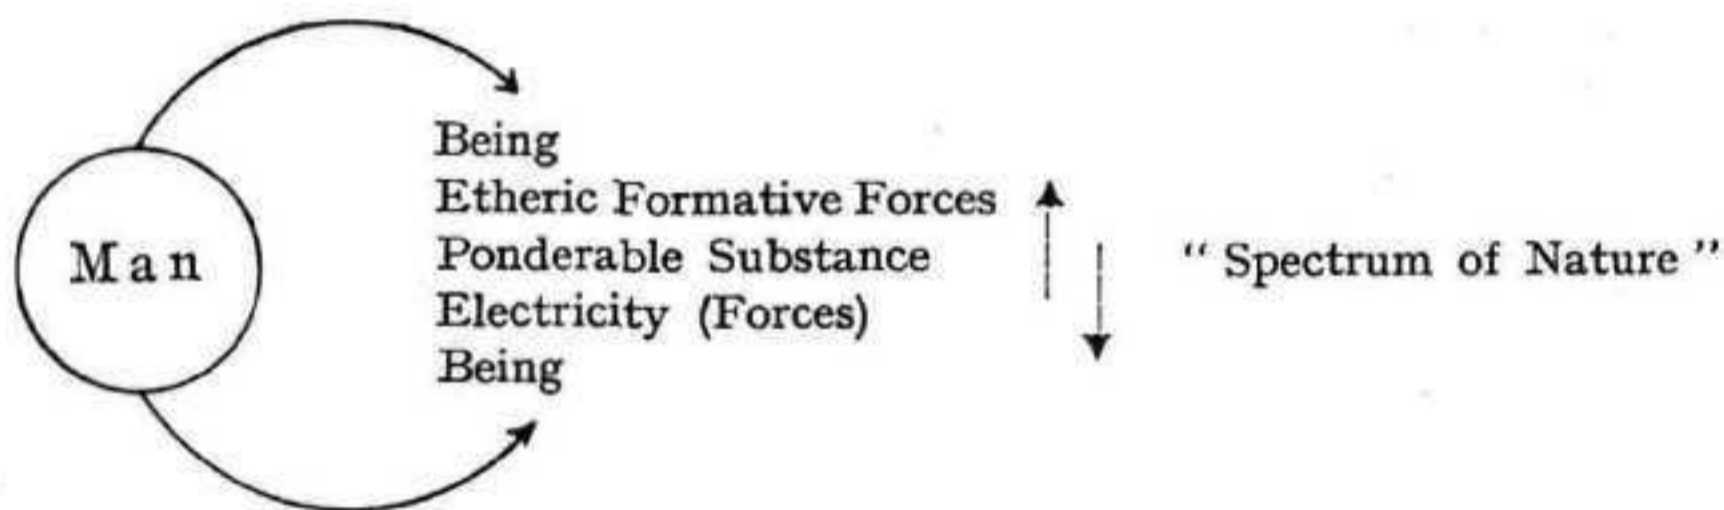 Man
Being
Etheric Formative Forces
Ponderable Substance
Electricity (Forces)
Being
“Spectrum of Nature”